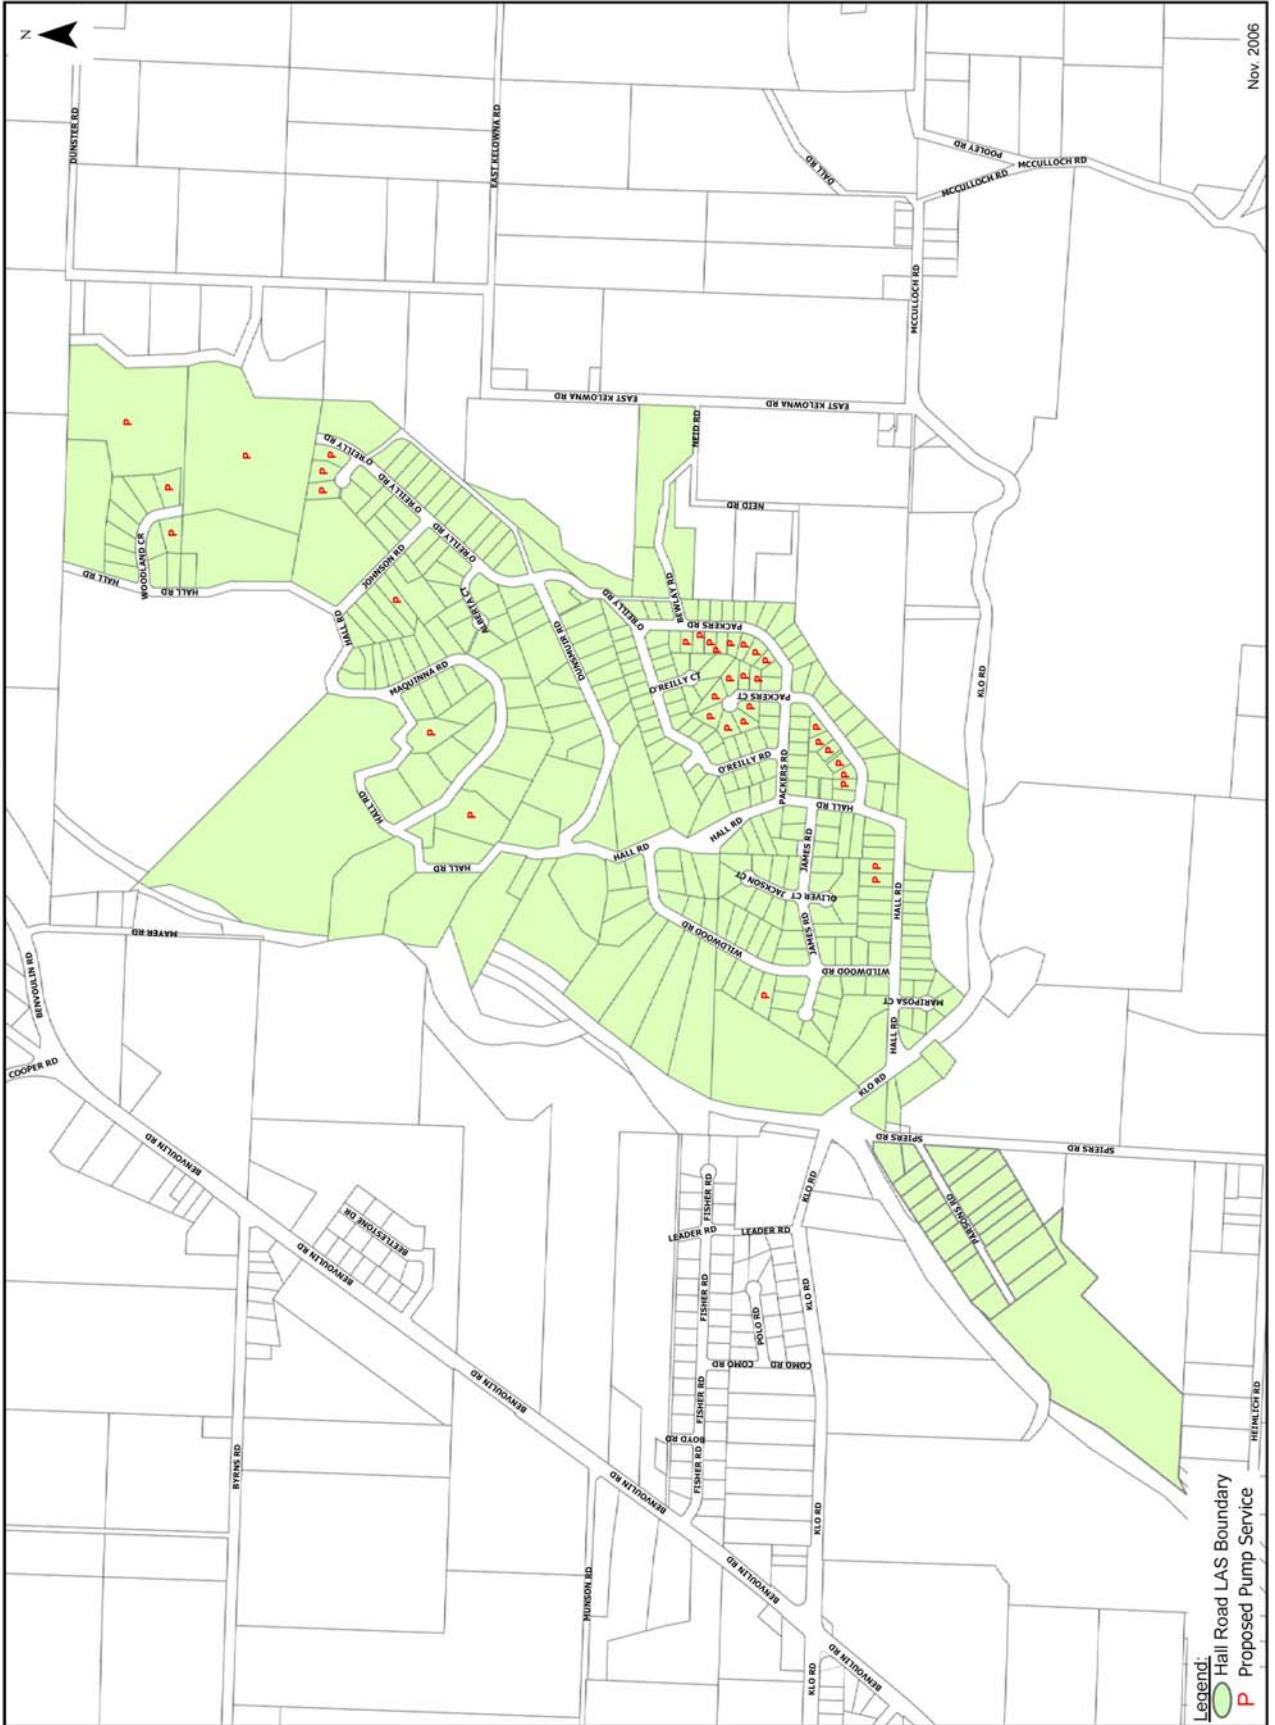 N
Nov. 2006
DUNSTER RD
EAST KELOWNA RD
DALL RD
POOLEY RD
MCCULLOCH RD
MCCULLOCH RD
MCCULLOCH RD
EAST KELOWNA RD
EAST KELOWNA RD
NEID RD
NEID RD
P
P
P
P
P
P
P
WOODLAND CR
HALL RD
HALL RD
O'REILLY RD
O'REILLY RD
O'REILLY RD
JOHNSON RD
P
ALBERTA CT
HALL RD
MAQUINNA RD
P
P
HALL RD
HALL RD
DUNSMUIR RD
O'REILLY RD
BEWLAY RD
PACKERS RD
P
P
P
P
P
P
P
P
O'REILLY CT
P
P
P
P
P
P
P
P
PACKERS CT
O'REILLY RD
PACKERS RD
P
P
P
P
P
P
KLO RD
HALL RD
HALL RD
HALL RD
JAMES RD
JACKSON CT
OLIVER CT
P
P
HALL RD
WILDWOOD RD
JAMES RD
WILDWOOD RD
P
MARIPOSA CT
HALL RD
KLO RD
MAYER RD
BENVOULIN RD
COOPER RD
BENVOULIN RD
BEETLESTONE DR
BENVOULIN RD
BYRNS RD
BENVOULIN RD
SPIERS RD
SPIERS RD
PARSONS RD
FISHER RD
LEADER RD
LEADER RD
KLO RD
FISHER RD
POLO RD
KLO RD
COMO RD
COMO RD
FISHER RD
BOYD RD
FISHER RD
BENVOULIN RD
KLO RD
BENVOULIN RD
MUNSON RD
KLO RD
BENVOULIN RD
HEIMLICH RD
Legend:
Hall Road LAS Boundary
P Proposed Pump Service